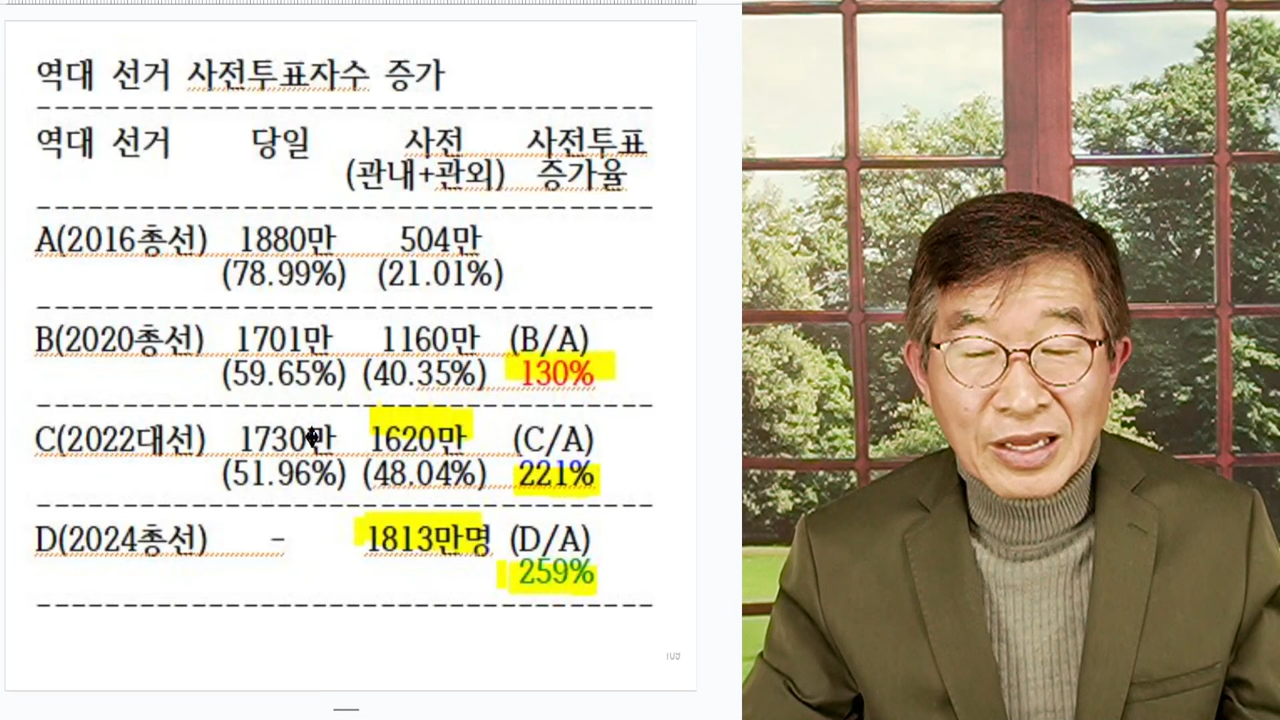 역대 선거 사전투표자수 증가
역대 선거 당일 사전 사전투표
(관내+관외) 증가율
A(2016총선) 1880만 504만
(78.99%) (21.01%)
B(2020총선) 1701만 1160만 (B/A)
(59.65%) (40.35%) 130%
C(2022대선) 1730만 1620만 (C/A)
(51.96%) (48.04%) 221%
D(2024총선) - 1813만명 (D/A)
259%